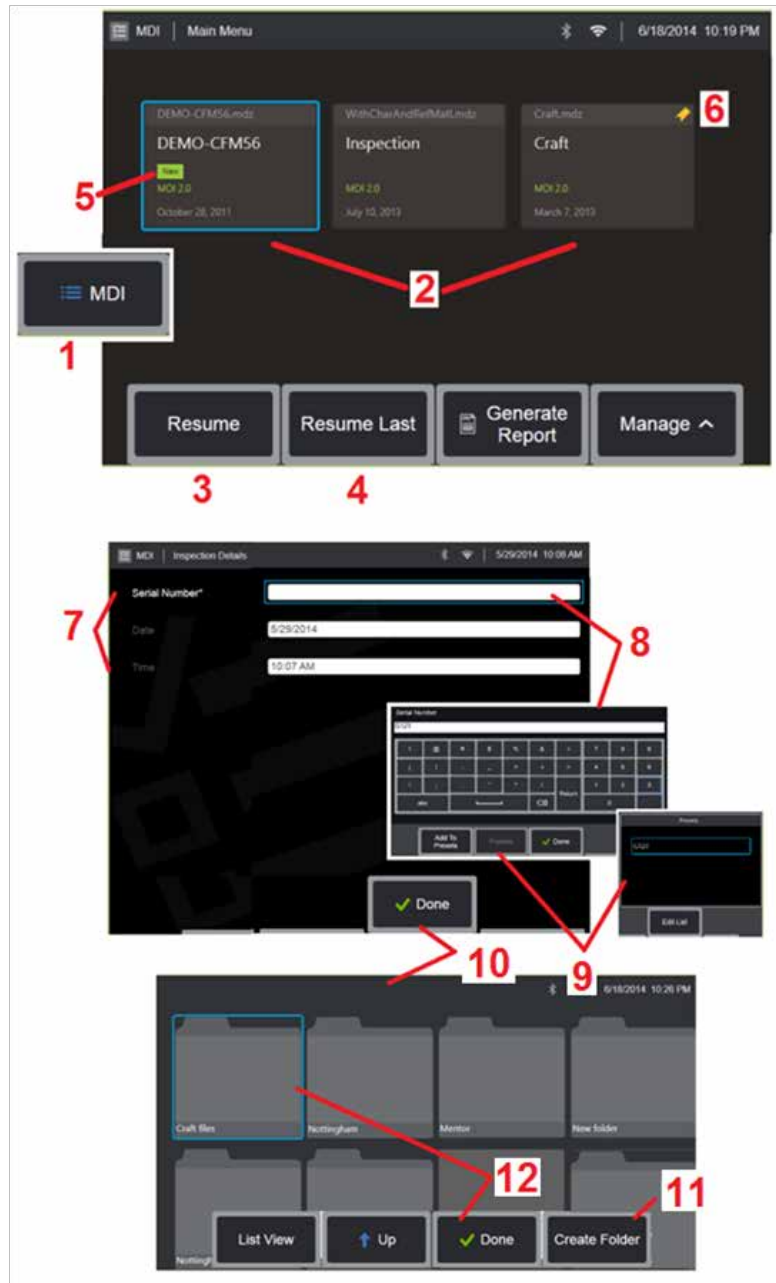 MDI | Main Menu
6/18/2014 10:19 PM
DEMO-CFM56.mdz
WithCharAndRefMatl.mdz
Craft.mdz
6
DEMO-CFM56
Inspection
Craft
New
5
MDI 2.0
MDI 2.0
MDI 2.0
October 28, 2011
July 10, 2013
March 7, 2013
2
MDI
1
Resume
Resume Last
Generate
Report
Manage
3
4
MDI | Inspection Details
5/29/2014 10:08 AM
Serial Number*
7
8
Date
5/29/2014
Time
10:07 AM
Serial Number
Return
abc
Add To
Presets
Presets
Done
Presets
Edit List
Done
10
9
6/18/2014 10:26 PM
Craft files
Nottingham
Mentor
New folder
12
11
List View
Up
Done
Create Folder